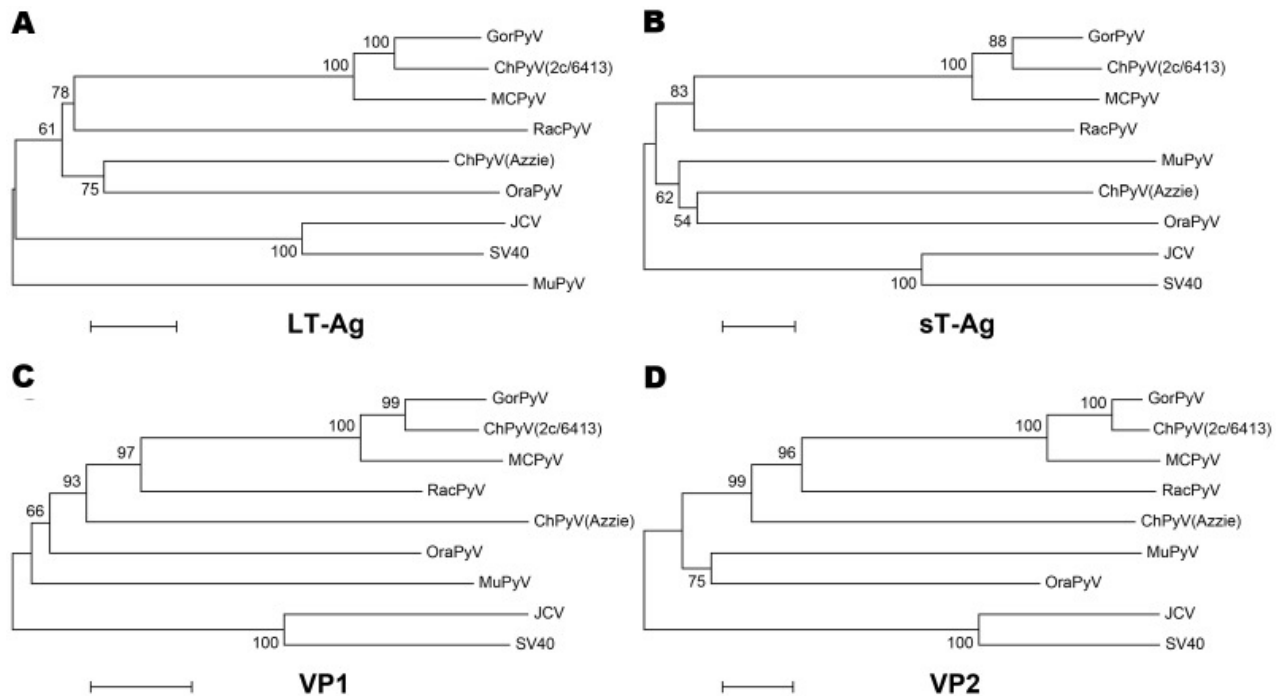 A
100
GorPyV
100
ChPyV(2c/6413)
78
MCPyV
61
RacPyV
ChPyV(Azzie)
75
OraPyV
JCV
100
SV40
MuPyV
LT-Ag
B
88
GorPyV
100
ChPyV(2c/6413)
83
MCPyV
RacPyV
MuPyV
62
ChPyV(Azzie)
54
OraPyV
JCV
100
SV40
sT-Ag
C
99
GorPyV
100
ChPyV(2c/6413)
97
MCPyV
93
RacPyV
66
ChPyV(Azzie)
OraPyV
MuPyV
JCV
100
SV40
VP1
D
100
GorPyV
100
ChPyV(2c/6413)
96
MCPyV
99
RacPyV
ChPyV(Azzie)
MuPyV
75
OraPyV
JCV
100
SV40
VP2